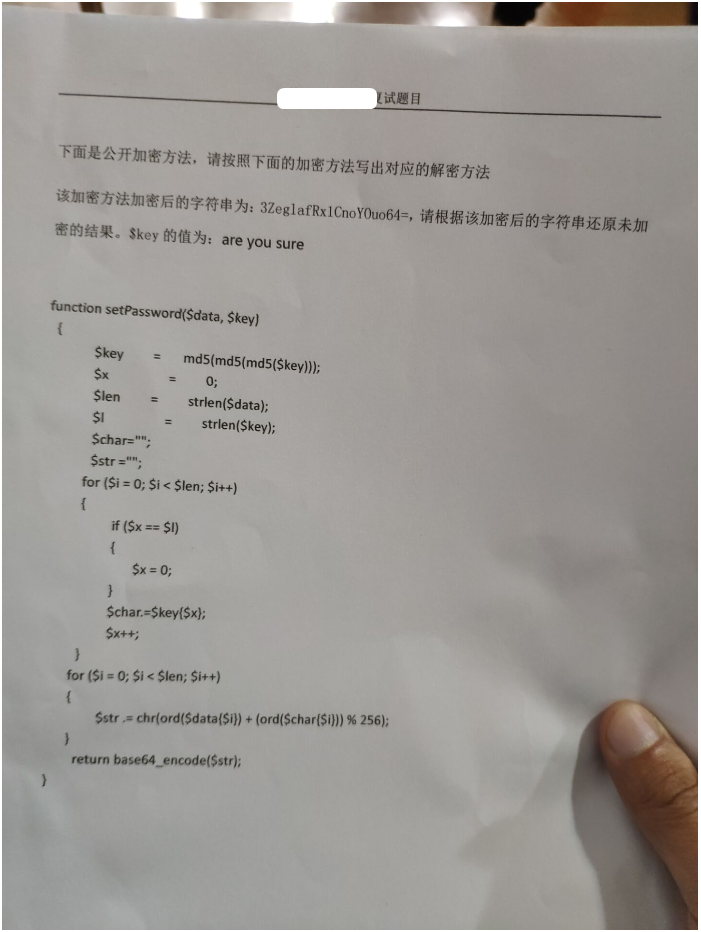 复试题目
下面是公开加密方法，请按照下面的加密方法写出对应的解密方法
该加密方法加密后的字符串为：3ZeglafRx1CnoY0uo64=，请根据该加密后的字符串还原未加
密的结果。$key 的值为：are you sure
function setPassword($data, $key)
{
$key = md5(md5(md5($key)));
$x = 0;
$len = strlen($data);
$l = strlen($key);
$char="";
$str ="";
for ($i = 0; $i < $len; $i++)
{
if ($x == $l)
{
$x = 0;
}
$char.=$key{$x};
$x++;
}
for ($i = 0; $i < $len; $i++)
{
$str .= chr(ord($data{$i}) + (ord($char{$i})) % 256);
}
return base64_encode($str);
}